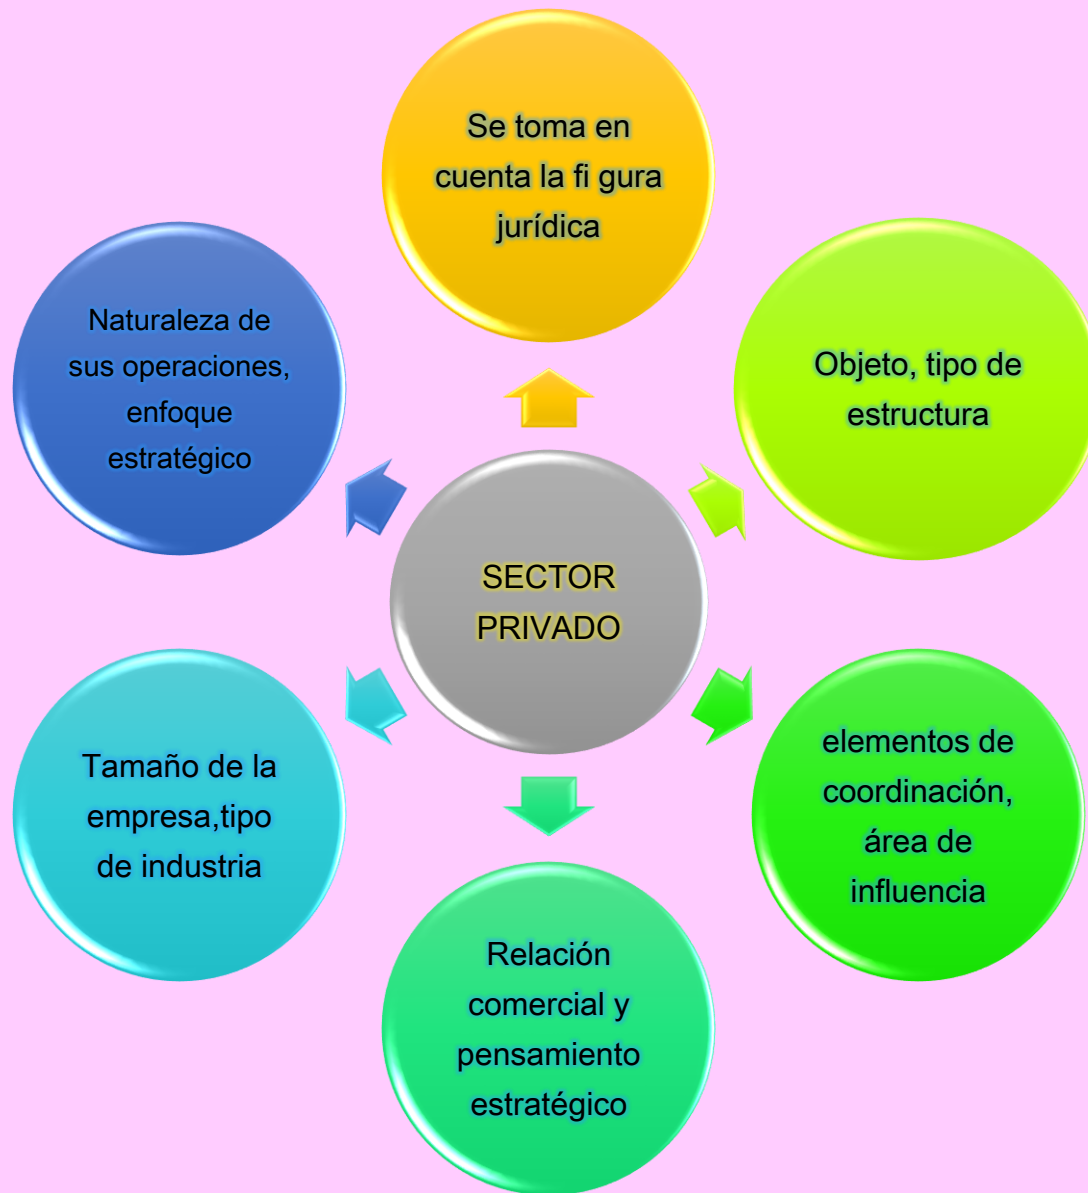 Se toma en
cuenta la fi gura
jurídica
Objeto, tipo de
estructura
elementos de
coordinación,
área de
influencia
Relación
comercial y
pensamiento
estratégico
Tamaño de la
empresa,tipo
de industria
Naturaleza de
sus operaciones,
enfoque
estratégico
SECTOR
PRIVADO